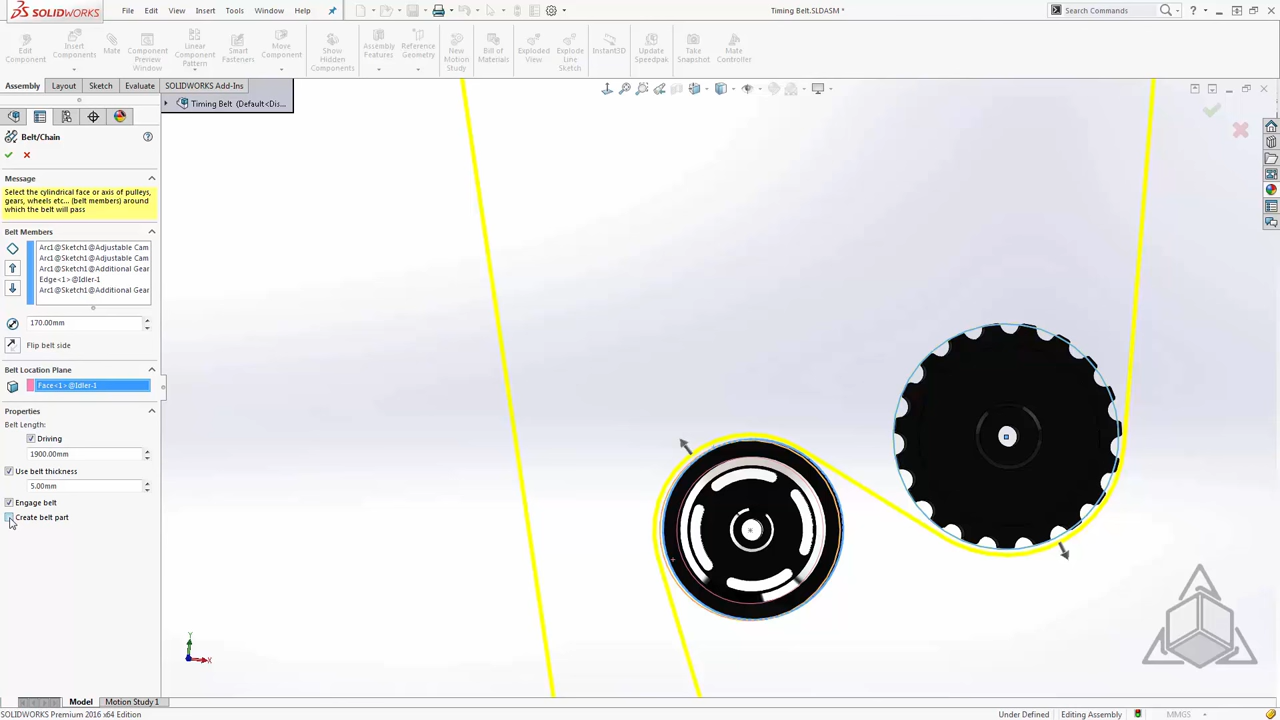 SOLIDWORKS File Edit View Insert Tools Window Help Timing Belt.SLDASM * Search Commands
Edit Component
Insert Components
Mate
Component Preview Window
Linear Component Pattern
Smart Fasteners
Move Component
Show Hidden Components
Assembly Features
Reference Geometry
New Motion Study
Bill of Materials
Exploded View
Explode Line Sketch
Instant3D
Update Speedpak
Take Snapshot
Mate Controller
Assembly Layout Sketch Evaluate SOLIDWORKS Add-Ins
Timing Belt (Default<Dis...
Belt/Chain
Message
Select the cylindrical face or axis of pulleys,
gears, wheels etc... (belt members) around
which the belt will pass
Belt Members
Arc1@Sketch1@Adjustable Cam
Arc1@Sketch1@Adjustable Cam
Arc1@Sketch1@Additional Gear
Edge<1>@Idler-1
Arc1@Sketch1@Additional Gear
170.00mm
Flip belt side
Belt Location Plane
Face<1>@Idler-1
Properties
Belt Length:
Driving
1900.00mm
Use belt thickness
5.00mm
Engage belt
Create belt part
Y
X
Model Motion Study 1
SOLIDWORKS Premium 2016 x64 Edition Under Defined Editing Assembly MMGS